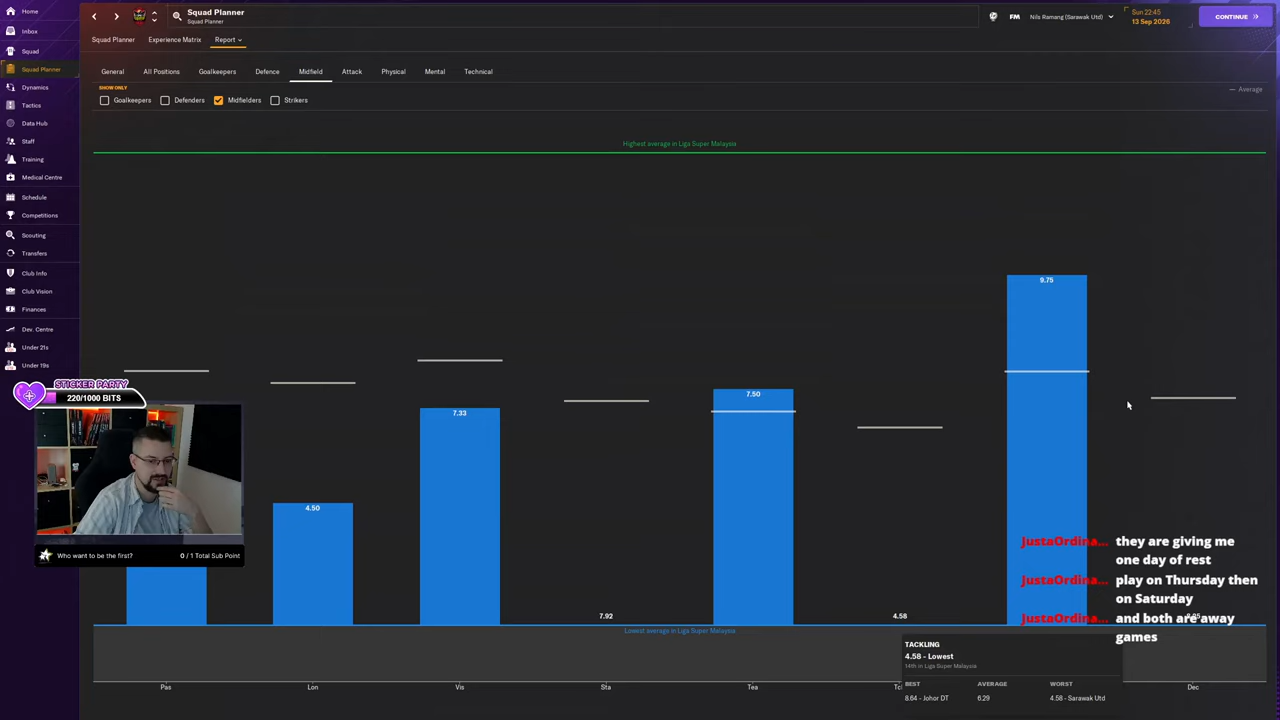 Home
Inbox
Squad
Squad Planner
Dynamics
Tactics
Data Hub
Staff
Training
Medical Centre
Schedule
Competitions
Scouting
Transfers
Club Info
Club Vision
Finances
Dev. Centre
Under 21s
Under 19s
Squad Planner
Squad Planner
FM
Nils Ramang (Sarawak Utd)
Sun 22:45
13 Sep 2026
CONTINUE
Squad Planner
Experience Matrix
Report
General
All Positions
Goalkeepers
Defence
Midfield
Attack
Physical
Mental
Technical
SHOW ONLY
Goalkeepers
Defenders
Midfielders
Strikers
Average
Highest average in Liga Super Malaysia
4.50
7.33
7.92
7.50
4.58
9.75
Lowest average in Liga Super Malaysia
Pas
Lon
Vis
Sta
Tea
Dec
TACKLING
4.58 - Lowest
14th in Liga Super Malaysia
BEST
AVERAGE
WORST
8.64 - Johor DT
6.29
4.58 - Sarawak Utd
STICKER PARTY
220/1000 BITS
Who want to be the first?
0 / 1 Total Sub Point
JustaOrdina... they are giving me
one day of rest
JustaOrdina... play on Thursday then
on Saturday
JustaOrdina... and both are away
games